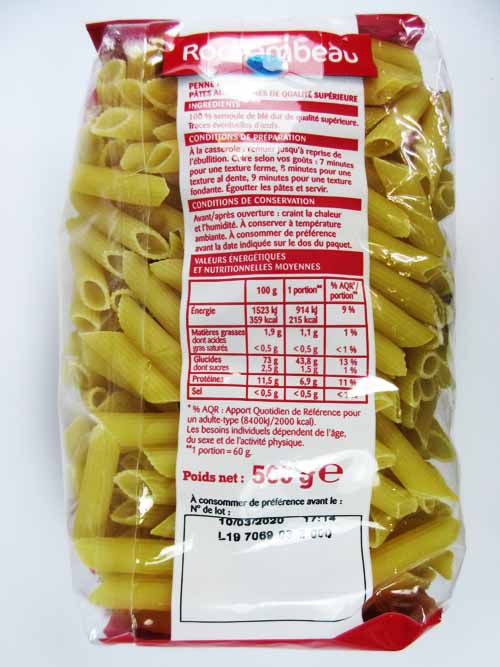 Rochambeau
PENNE
PÂTES DE QUALITÉ SUPÉRIEURE
INGRÉDIENTS
100 % semoule de blé dur de qualité supérieure.
Traces éventuelles d'œufs.
CONDITIONS DE PRÉPARATION
À la casserole : remuer jusqu'à reprise de
l'ébullition. Cuire selon vos goûts : 7 minutes
pour une texture ferme, 8 minutes pour une
texture al dente, 9 minutes pour une texture
fondante. Égoutter les pâtes et servir.
CONDITIONS DE CONSERVATION
Avant/après ouverture : craint la chaleur
et l'humidité. À conserver à température
ambiante. À consommer de préférence
avant la date indiquée sur le dos du paquet.
VALEURS ÉNERGÉTIQUES
ET NUTRITIONNELLES MOYENNES
100 g 1 portion** % AQR*/
portion**
Énergie 1523 kJ 914 kJ 9 %
359 kcal 215 kcal
Matières grasses 1,9 g 1,1 g 1 %
dont acides
gras saturés <0,5 g <0,5 g <1 %
Glucides 73 g 43,8 g 13 %
dont sucres 2,5 g 1,5 g 1 %
Protéines 11,5 g 6,9 g 11 %
Sel <0,5 g <0,5 g <1 %
* % AQR : Apport Quotidien de Référence pour
un adulte-type (8400kJ/2000 kcal).
Les besoins individuels dépendent de l'âge,
du sexe et de l'activité physique.
**1 portion = 60 g.
Poids net : 500 g e
À consommer de préférence avant le :
N° de lot :
10/03/2020 17:14
L19 7069